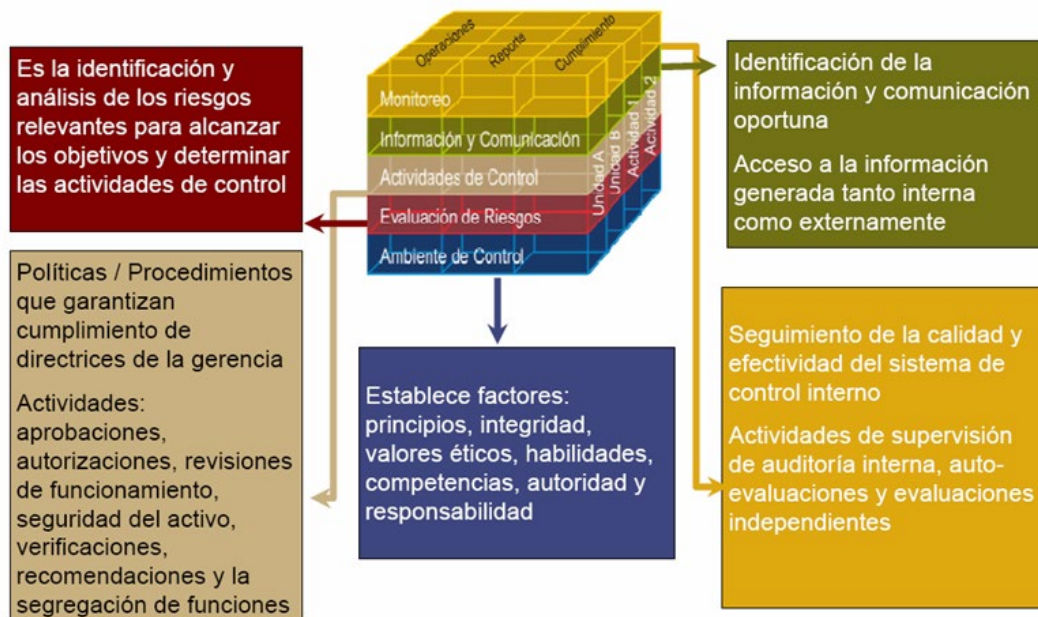 Operaciones
Reporte
Cumplimiento
Monitoreo
Información y Comunicación
Actividades de Control
Evaluación de Riesgos
Ambiente de Control
Unidad A
Unidad B
Actividad 1
Actividad 2
Es la identificación y
análisis de los riesgos
relevantes para alcanzar
los objetivos y determinar
las actividades de control
Identificación de la
información y comunicación
oportuna
Acceso a la información
generada tanto interna
como externamente
Políticas / Procedimientos
que garantizan
cumplimiento de
directrices de la gerencia
Actividades:
aprobaciones,
autorizaciones, revisiones
de funcionamiento,
seguridad del activo,
verificaciones,
recomendaciones y la
segregación de funciones
Establece factores:
principios, integridad,
valores éticos, habilidades,
competencias, autoridad y
responsabilidad
Seguimiento de la calidad y
efectividad del sistema de
control interno
Actividades de supervisión
de auditoría interna, auto-
evaluaciones y evaluaciones
independientes